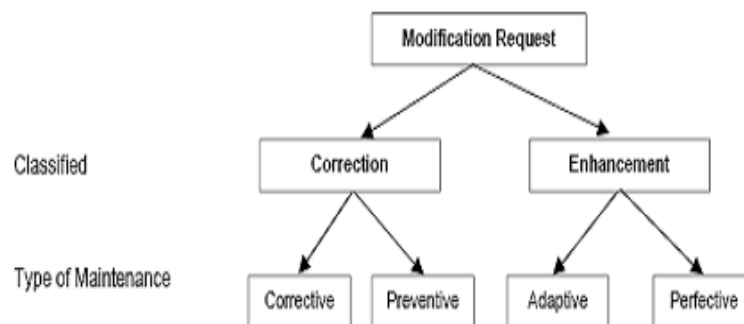 Modification Request
Classified
Correction
Enhancement
Type of Maintenance
Corrective
Preventive
Adaptive
Perfective